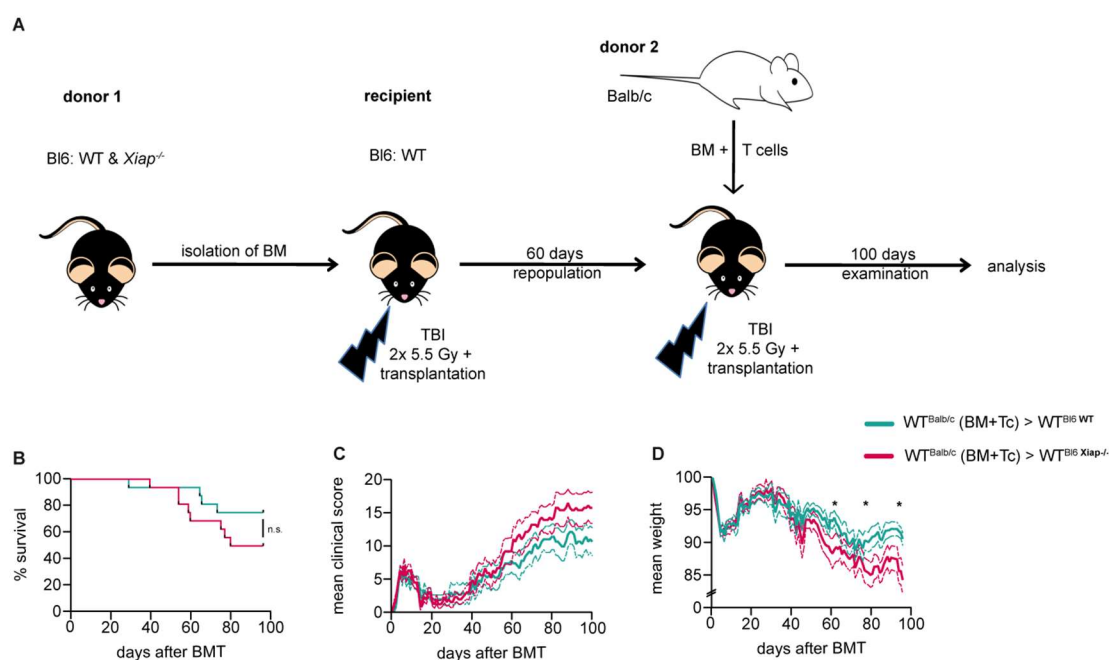 A
donor 1
Bl6: WT & Xiap-/-
isolation of BM
recipient
Bl6: WT
TBI
2x 5.5 Gy +
transplantation
60 days
repopulation
donor 2
Balb/c
BM + T cells
TBI
2x 5.5 Gy +
transplantation
100 days
examination
analysis
WTBalb/c (BM+Tc) > WTBl6 WT
WTBalb/c (BM+Tc) > WTBl6 Xiap-/-
B
% survival
100
80
60
40
20
0
n.s.
0 20 40 60 80 100
days after BMT
C
mean clinical score
20
15
10
5
0
0 20 40 60 80 100
days after BMT
D
mean weight
100
95
90
85
0
* * *
0 20 40 60 80 100
days after BMT